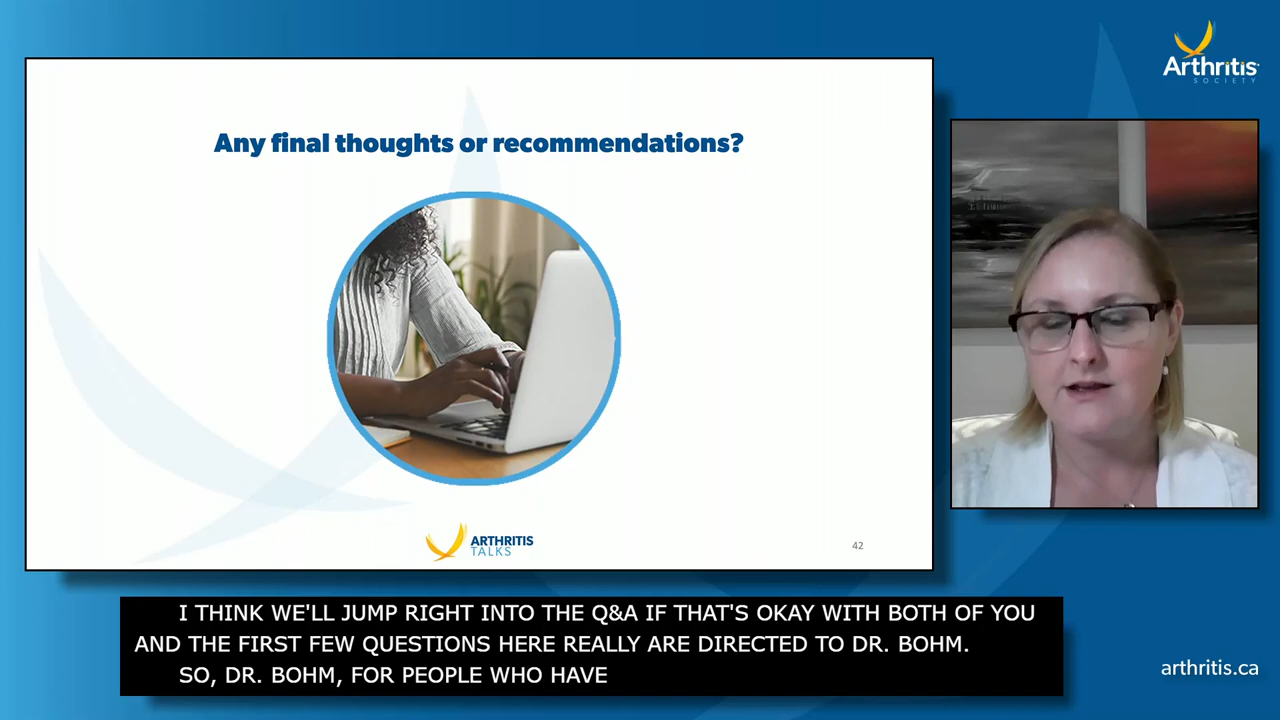 Arthritis
SOCIETY
Any final thoughts or recommendations?
ARTHRITIS
TALKS
42
I THINK WE'LL JUMP RIGHT INTO THE Q&A IF THAT'S OKAY WITH BOTH OF YOU
AND THE FIRST FEW QUESTIONS HERE REALLY ARE DIRECTED TO DR. BOHM.
SO, DR. BOHM, FOR PEOPLE WHO HAVE
arthritis.ca